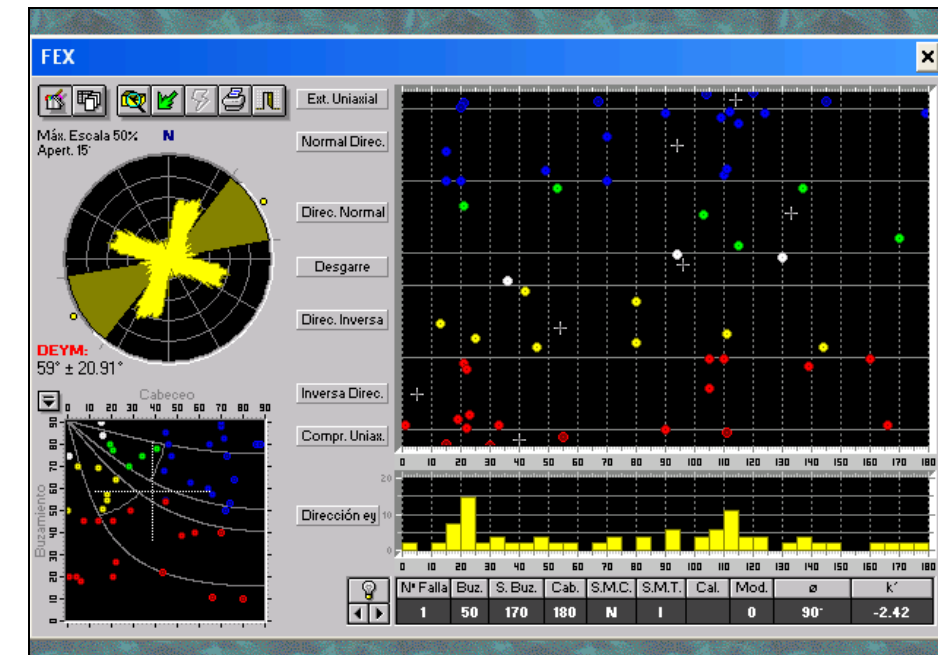 FEX
Máx. Escala 50%
Apert. 15°
N
DEYM:
59° ± 20.91°
Ext. Uniaxial
Normal Direc.
Direc. Normal
Desgarre
Direc. Inversa
Inversa Direc.
Compr. Uniax.
0 10 20 30 40 50 60 70 80 90 100 110 120 130 140 150 160 170 180
Cabeceo
0 10 20 30 40 50 60 70 80 90
Buzamiento
90
80
70
60
50
40
30
20
10
0
Dirección ey
20
10
0
0 10 20 30 40 50 60 70 80 90 100 110 120 130 140 150 160 170 180
Nº Falla Buz. S. Buz. Cab. S.M.C. S.M.T. Cal. Mod. ø k´
1 50 170 180 N I 0 90° -2.42